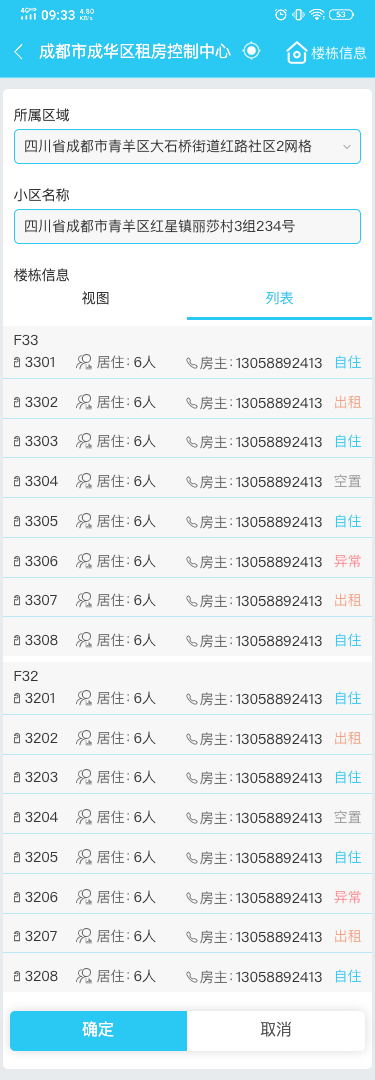 4GHD 09:33 4.80 KB/s 53
成都市成华区租房控制中心 楼栋信息
所属区域
四川省成都市青羊区大石桥街道红路社区2网格
小区名称
四川省成都市青羊区红星镇丽莎村3组234号
楼栋信息
视图 列表
F33
3301 居住：6人 房主：13058892413 自住
3302 居住：6人 房主：13058892413 出租
3303 居住：6人 房主：13058892413 自住
3304 居住：6人 房主：13058892413 空置
3305 居住：6人 房主：13058892413 自住
3306 居住：6人 房主：13058892413 异常
3307 居住：6人 房主：13058892413 出租
3308 居住：6人 房主：13058892413 自住
F32
3201 居住：6人 房主：13058892413 自住
3202 居住：6人 房主：13058892413 出租
3203 居住：6人 房主：13058892413 自住
3204 居住：6人 房主：13058892413 空置
3205 居住：6人 房主：13058892413 自住
3206 居住：6人 房主：13058892413 异常
3207 居住：6人 房主：13058892413 出租
3208 居住：6人 房主：13058892413 自住
确定 取消